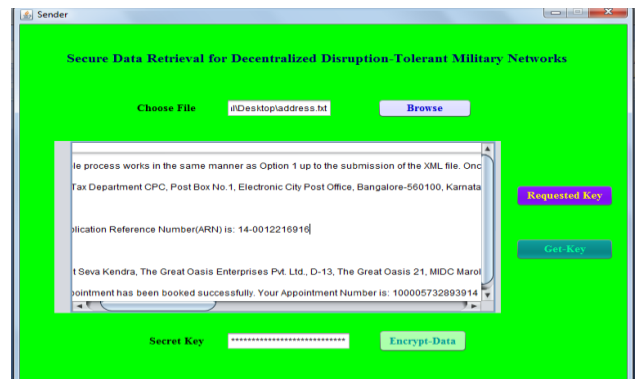 Sender
Secure Data Retrieval for Decentralized Disruption-Tolerant Military Networks
Choose File
il\Desktop\address.txt
Browse
le process works in the same manner as Option 1 up to the submission of the XML file. Onc
Tax Department CPC, Post Box No.1, Electronic City Post Office, Bangalore-560100, Karnata
plication Reference Number(ARN) is: 14-0012216916
t Seva Kendra, The Great Oasis Enterprises Pvt. Ltd., D-13, The Great Oasis 21, MIDC Marol
ointment has been booked successfully. Your Appointment Number is: 100005732893914
Requested Key
Get-Key
Secret Key
****************************
Encrypt-Data